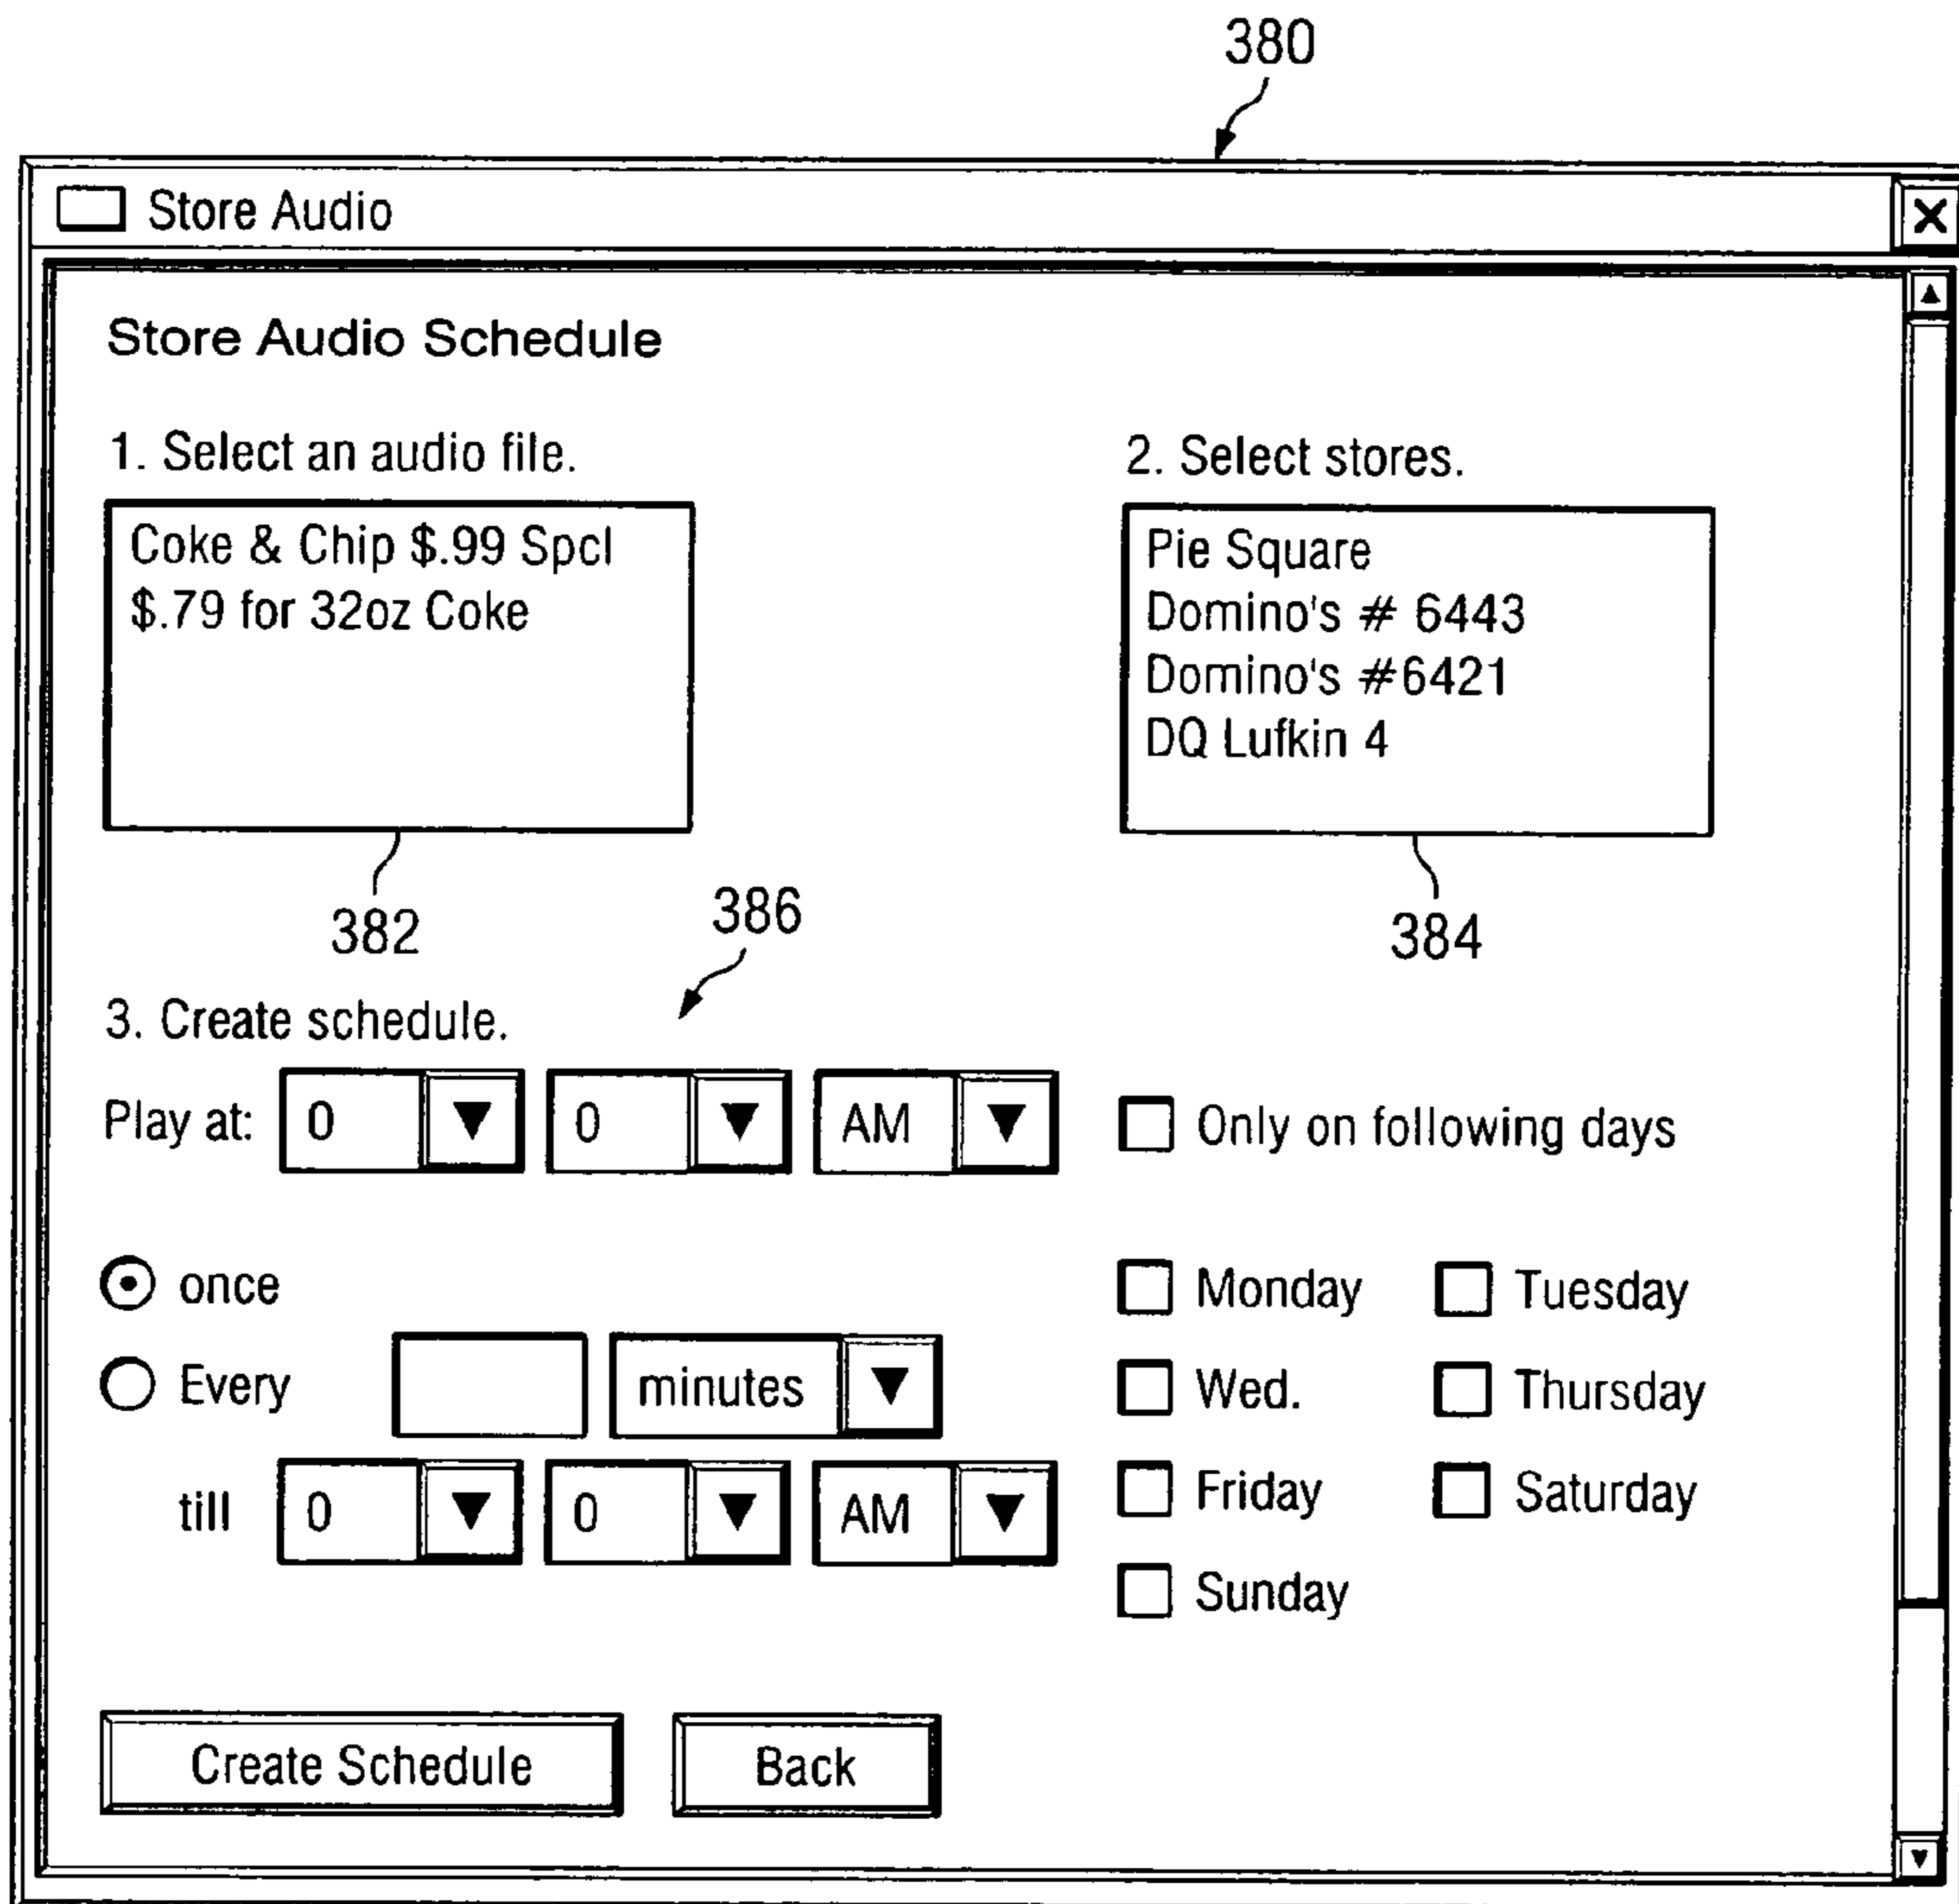 380
Store Audio
Store Audio Schedule
1. Select an audio file.
Coke & Chip $.99 Spcl
$.79 for 32oz Coke
382
2. Select stores.
Pie Square
Domino's # 6443
Domino's #6421
DQ Lufkin 4
384
386
3. Create schedule.
Play at: 0 0 AM
once
Every minutes
till 0 0 AM
Only on following days
Monday Tuesday
Wed. Thursday
Friday Saturday
Sunday
Create Schedule Back